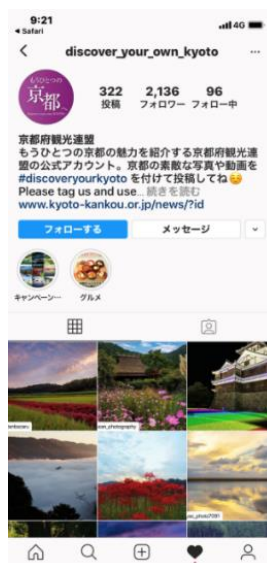 9:21
4G
◀ Safari
discover_your_own_kyoto
もうひとつの
京都
322 2,136 96
投稿 フォロワー フォロー中
京都府観光連盟
もうひとつの京都の魅力を紹介する京都府観光連
盟の公式アカウント。京都の素敵な写真や動画を
#discoveryourkyoto を付けて投稿してね😊
Please tag us and use... 続きを読む
www.kyoto-kankou.or.jp/news/?id
フォローする メッセージ
キャンペーン… グルメ